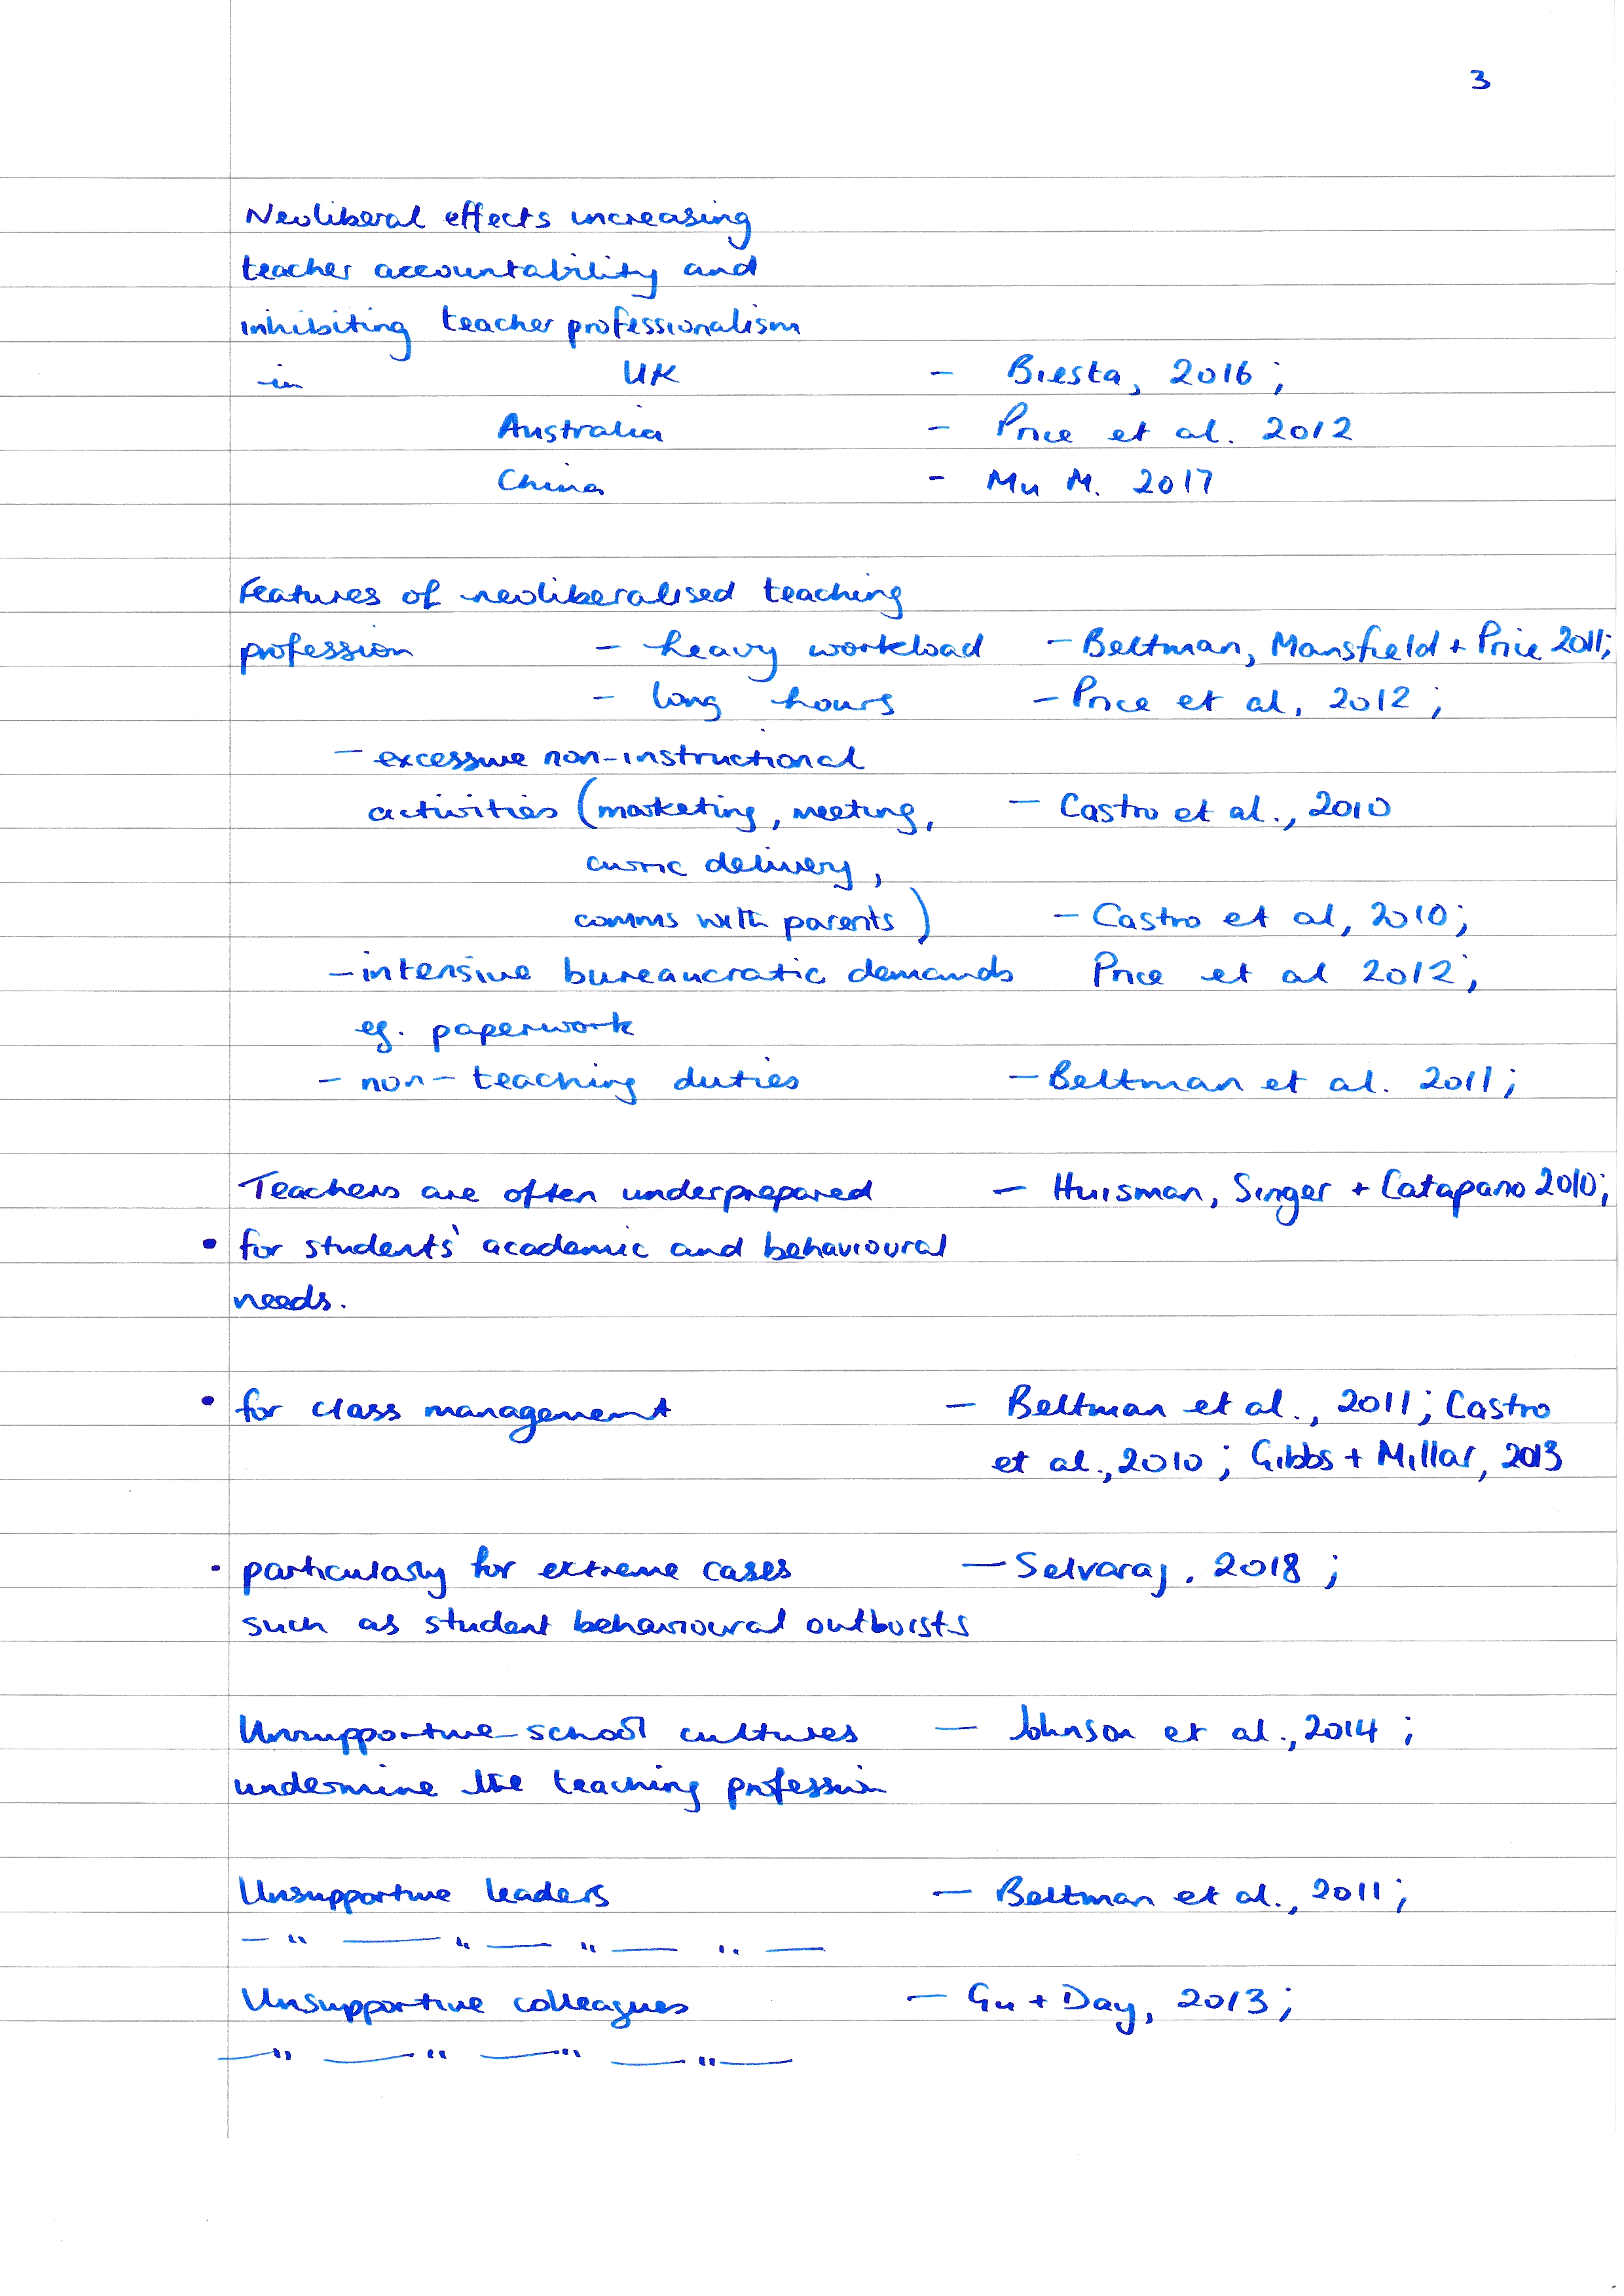 3
Neoliberal effects increasing
teacher accountability and
inhibiting teacher professionalism
in UK - Biesta, 2016;
Australia - Price et al. 2012
China - Mu M. 2017
Features of neoliberalised teaching
profession - heavy workload - Beltman, Mansfield + Price 2011;
- long hours - Price et al, 2012;
- excessive non-instructional
activities (marketing, meeting, - Castro et al., 2010
curric delivery,
comms with parents) - Castro et al, 2010;
- intensive bureaucratic demands Price et al 2012;
eg. paperwork
- non-teaching duties - Beltman et al. 2011;
Teachers are often underprepared - Huisman, Singer + Catapano 2010;
• for students' academic and behavioural
needs.
• for class management - Beltman et al., 2011; Castro
et al., 2010; Gibbs + Millar, 2013
• particularly for extreme cases - Selvaraj, 2018;
such as student behavioural outbursts
Unsupportive school cultures - Johnson et al., 2014;
undermine the teaching profession
Unsupportive leaders - Beltman et al., 2011;
— " — " — " — " —
Unsupportive colleagues - Gu + Day, 2013;
— " — " — " — " —